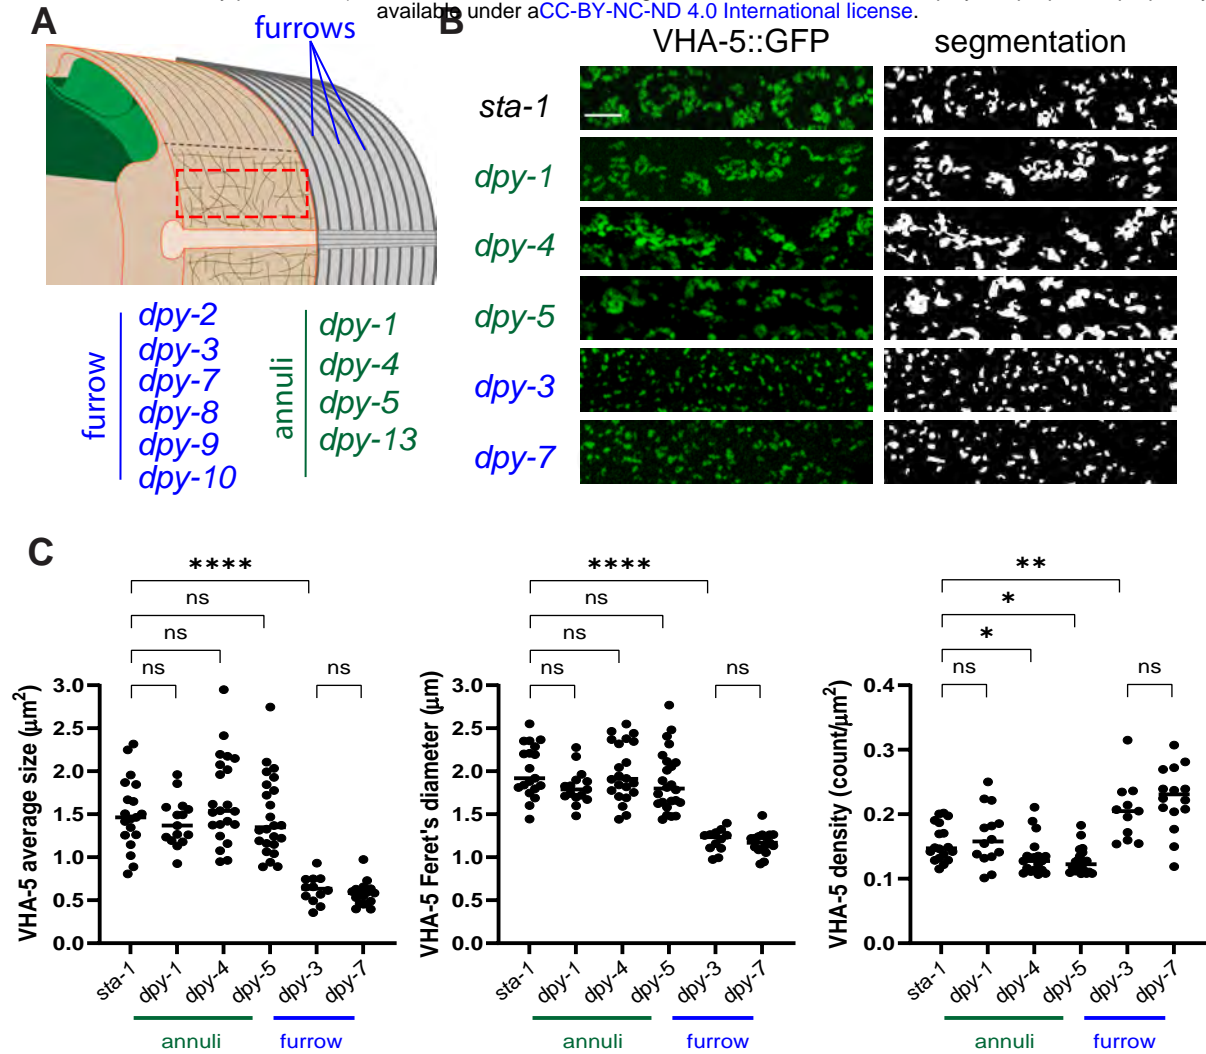 available under aCC-BY-NC-ND 4.0 International license.
A
furrows
furrow
dpy-2
dpy-3
dpy-7
dpy-8
dpy-9
dpy-10
annuli
dpy-1
dpy-4
dpy-5
dpy-13
B
VHA-5::GFP
segmentation
sta-1
dpy-1
dpy-4
dpy-5
dpy-3
dpy-7
C
****
ns
ns
ns
ns
VHA-5 average size (μm²)
3.0
2.5
2.0
1.5
1.0
0.5
0.0
sta-1
dpy-1
dpy-4
dpy-5
dpy-3
dpy-7
annuli
furrow
****
ns
ns
ns
ns
VHA-5 Feret's diameter (μm)
3.0
2.5
2.0
1.5
1.0
0.5
0.0
sta-1
dpy-1
dpy-4
dpy-5
dpy-3
dpy-7
annuli
furrow
**
*
*
ns
ns
VHA-5 density (count/μm²)
0.4
0.3
0.2
0.1
0.0
sta-1
dpy-1
dpy-4
dpy-5
dpy-3
dpy-7
annuli
furrow